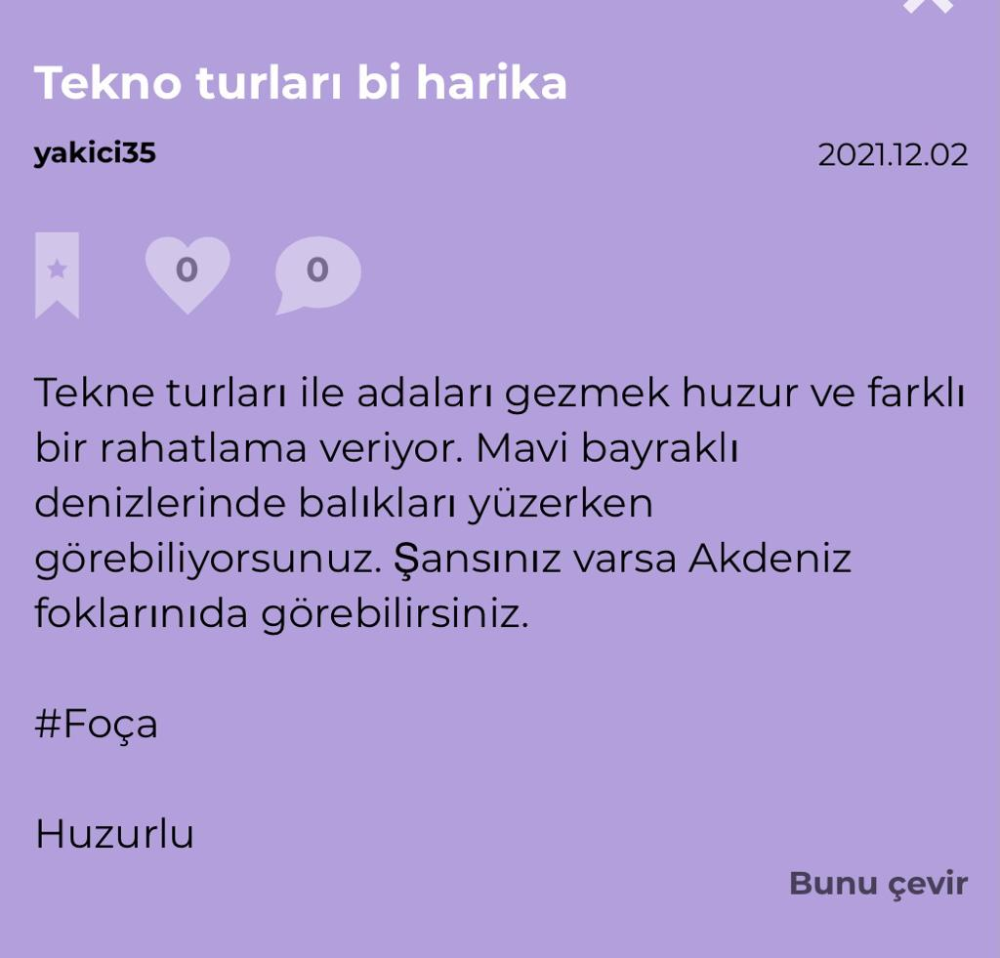 Tekno turları bi harika
yakici35
2021.12.02
0
0
Tekne turları ile adaları gezmek huzur ve farklı
bir rahatlama veriyor. Mavi bayraklı
denizlerinde balıkları yüzerken
görebiliyorsunuz. Şansınız varsa Akdeniz
foklarınıda görebilirsiniz.
#Foça
Huzurlu
Bunu çevir